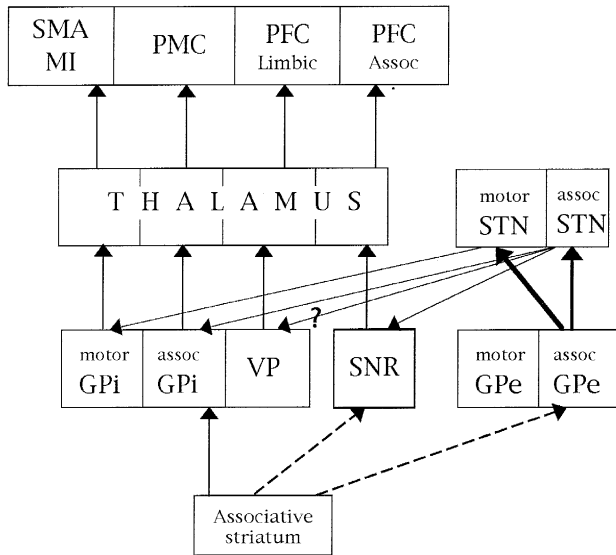 SMA MI
PMC
PFC Limbic
PFC Assoc
THALAMUS
motor STN
assoc STN
?
motor GPi
assoc GPi
VP
SNR
motor GPe
assoc GPe
Associative
striatum